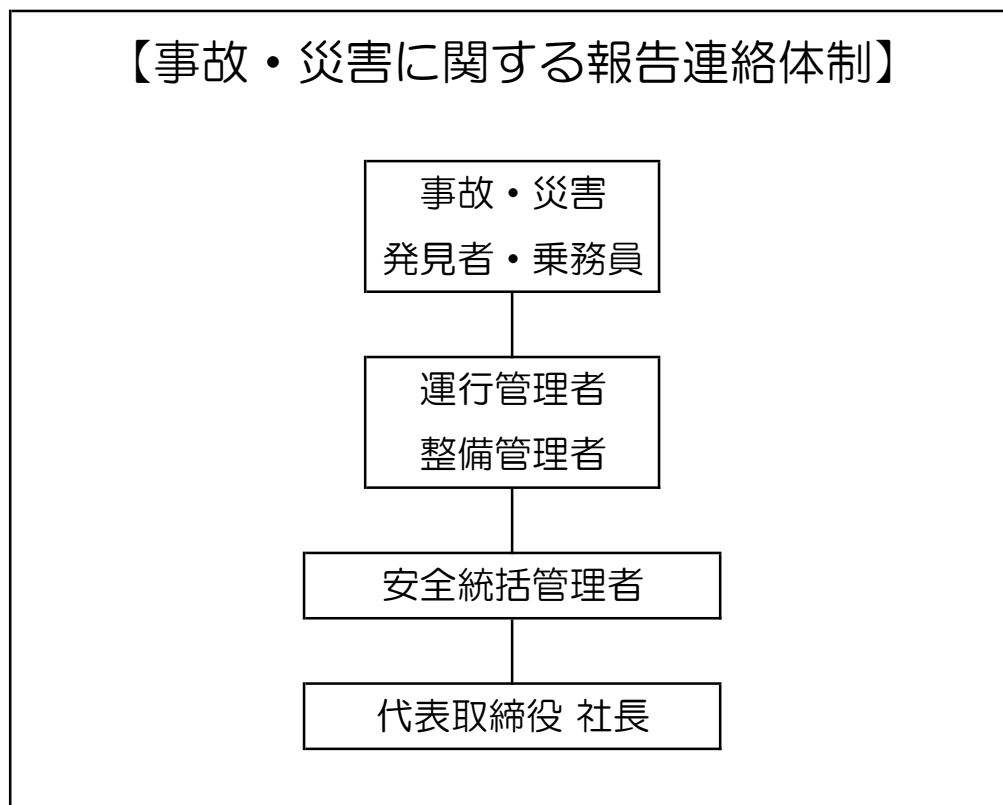 【事故・災害に関する報告連絡体制】
事故・災害
発見者・乗務員
運行管理者
整備管理者
安全統括管理者
代表取締役 社長